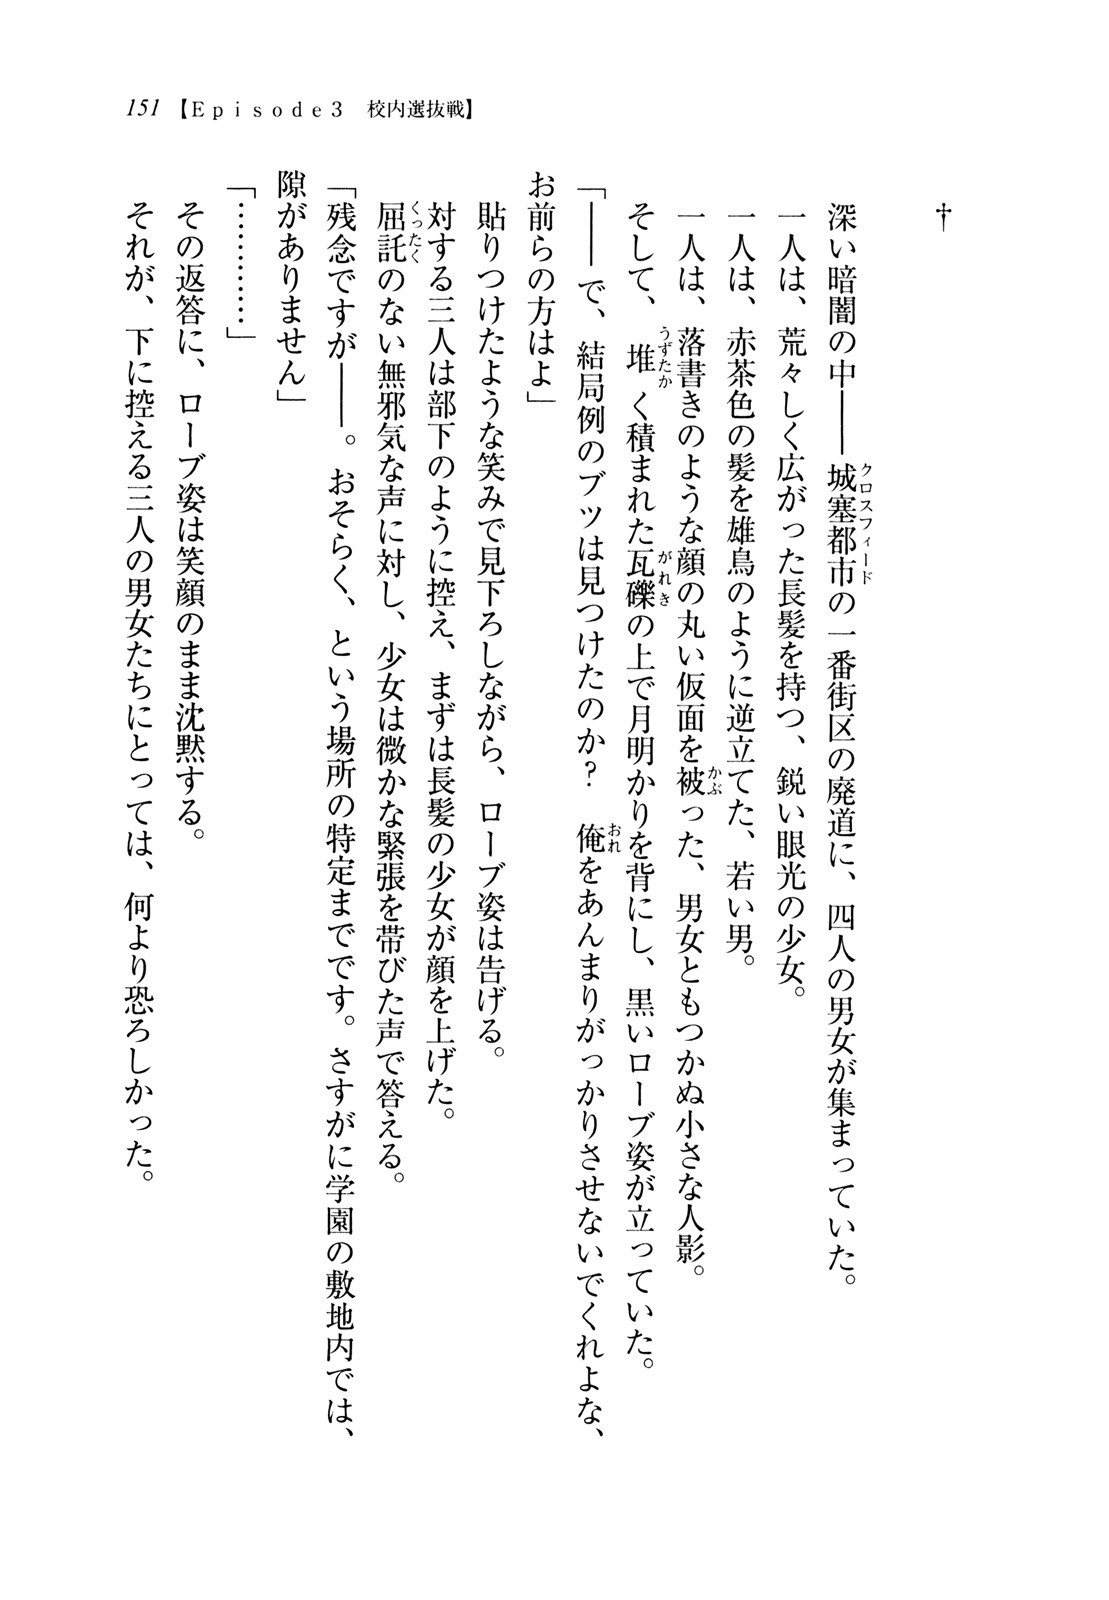 151【Ｅｐｉｓｏｄｅ３　校内選抜戦】
†
深い暗闇の中――城塞都市の一番街区の廃道に、四人の男女が集まっていた。
クロスフィード
一人は、荒々しく広がった長髪を持つ、鋭い眼光の少女。
一人は、赤茶色の髪を雄鳥のように逆立てた、若い男。
一人は、落書きのような顔の丸い仮面を被った、男女ともつかぬ小さな人影。
かぶ
そして、堆く積まれた瓦礫の上で月明かりを背にし、黒いローブ姿が立っていた。
うずたか
がれき
「――で、結局例のブツは見つけたのか？　俺をあんまりがっかりさせないでくれよな、
おれ
お前らの方はよ」
貼りつけたような笑みで見下ろしながら、ローブ姿は告げる。
対する三人は部下のように控え、まずは長髪の少女が顔を上げた。
屈託のない無邪気な声に対し、少女は微かな緊張を帯びた声で答える。
くったく
「残念ですが――。おそらく、という場所の特定までです。さすがに学園の敷地内では、
隙がありません」
「…………」
その返答に、ローブ姿は笑顔のまま沈黙する。
それが、下に控える三人の男女たちにとっては、何より恐ろしかった。